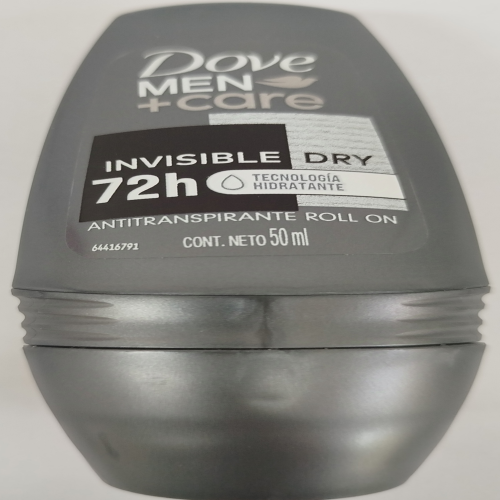 Dove
MEN
+care
INVISIBLE DRY
72h TECNOLOGÍA
HIDRATANTE
ANTITRANSPIRANTE ROLL ON
64416791 CONT. NETO 50 ml